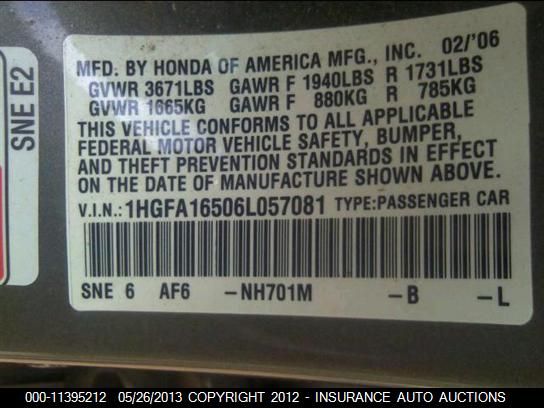 SNE E2
MFD. BY HONDA OF AMERICA MFG., INC. 02/'06
GVWR 3671LBS GAWR F 1940LBS R 1731LBS
GVWR 1665KG GAWR F 880KG R 785KG
THIS VEHICLE CONFORMS TO ALL APPLICABLE
FEDERAL MOTOR VEHICLE SAFETY, BUMPER,
AND THEFT PREVENTION STANDARDS IN EFFECT
ON THE DATE OF MANUFACTURE SHOWN ABOVE.
V.I.N.: 1HGFA16506L057081 TYPE:PASSENGER CAR
SNE 6 AF6 -NH701M -B -L
000-11395212 05/26/2013 COPYRIGHT 2012 - INSURANCE AUTO AUCTIONS